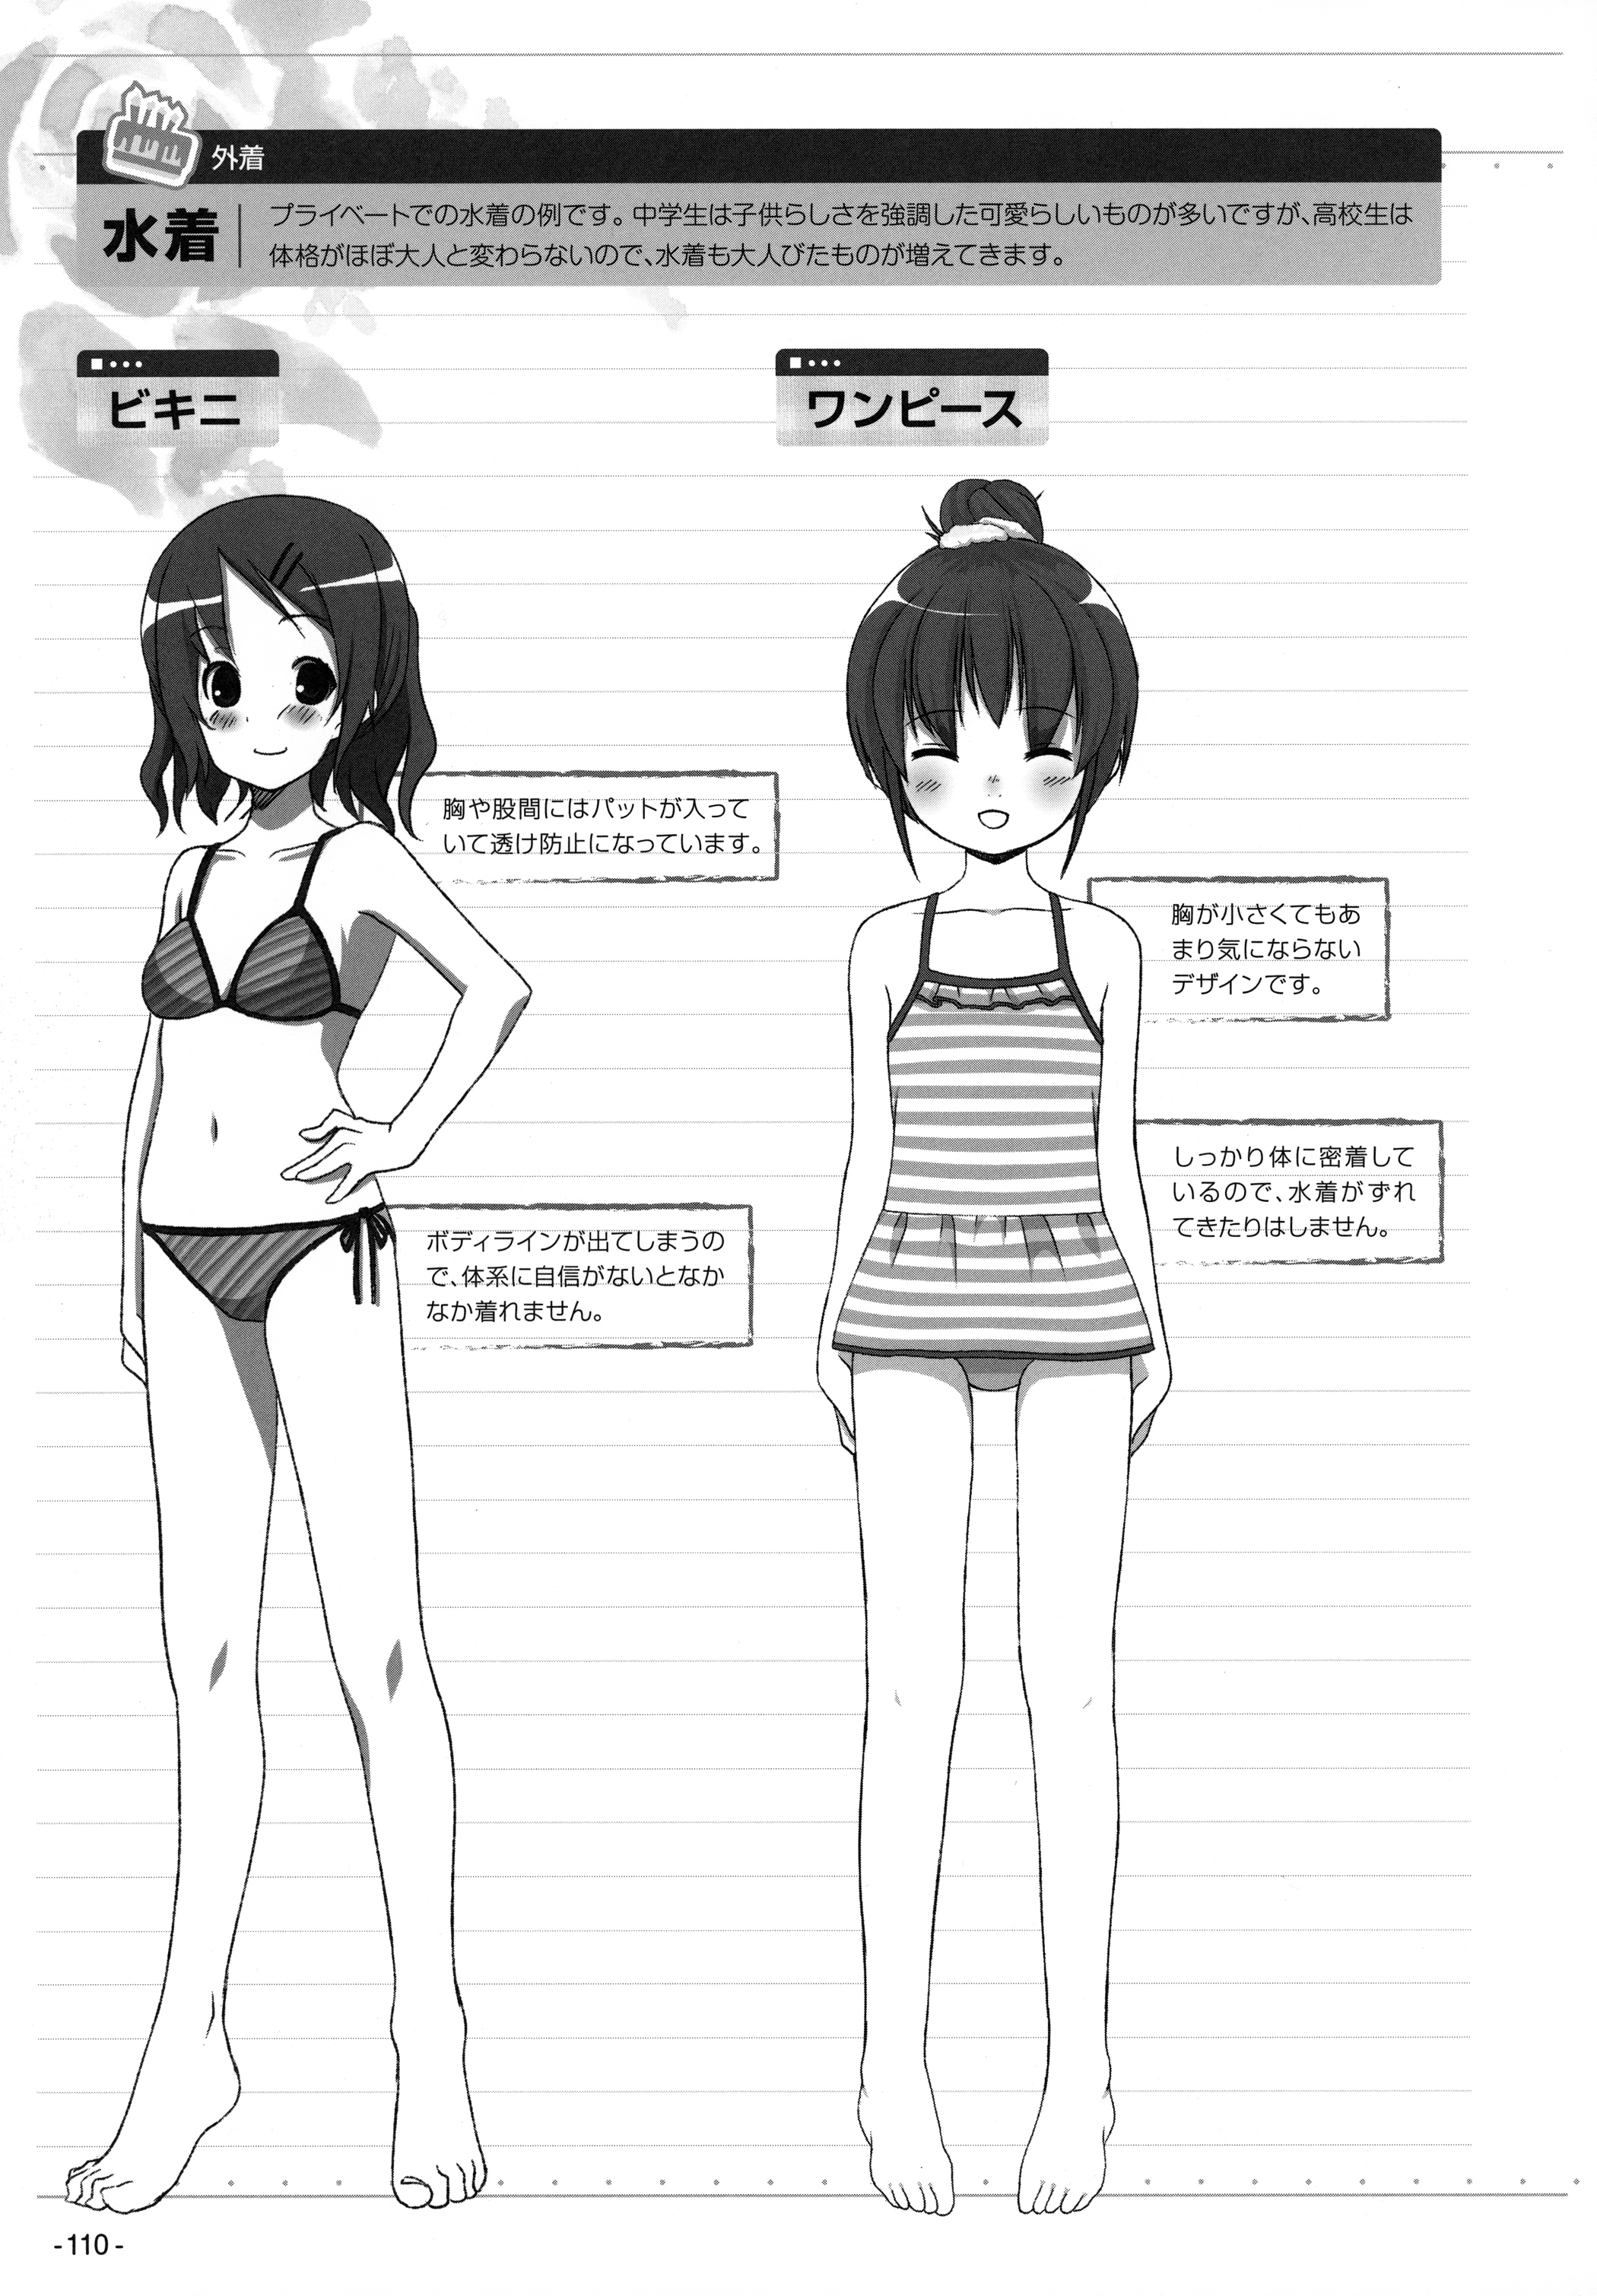 外着
水着
プライベートでの水着の例です。中学生は子供らしさを強調した可愛らしいものが多いですが、高校生は
体格がほぼ大人と変わらないので、水着も大人びたものが増えてきます。
ビキニ
ワンピース
胸や股間にはパットが入って
いて透け防止になっています。
胸が小さくてもあ
まり気にならない
デザインです。
しっかり体に密着して
いるので、水着がずれ
てきたりはしません。
ボディラインが出てしまうの
で、体系に自信がないとなか
なか着れません。
-110-